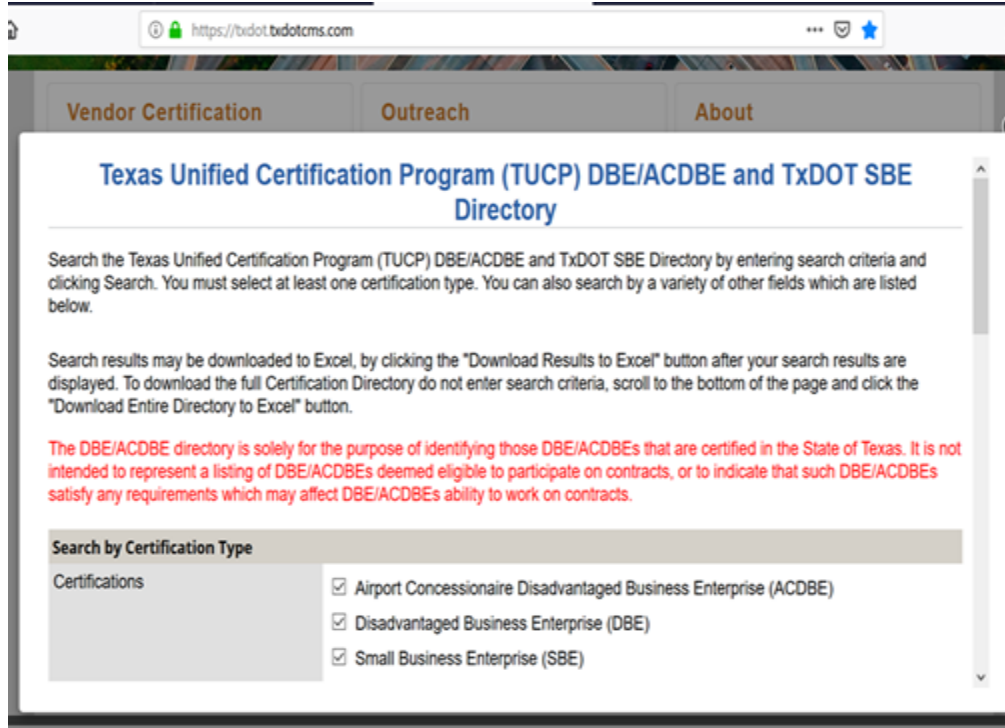 https://txdot.txdotcms.com
Vendor Certification
Outreach
About
Texas Unified Certification Program (TUCP) DBE/ACDBE and TxDOT SBE
Directory
Search the Texas Unified Certification Program (TUCP) DBE/ACDBE and TxDOT SBE Directory by entering search criteria and
clicking Search. You must select at least one certification type. You can also search by a variety of other fields which are listed
below.
Search results may be downloaded to Excel, by clicking the "Download Results to Excel" button after your search results are
displayed. To download the full Certification Directory do not enter search criteria, scroll to the bottom of the page and click the
"Download Entire Directory to Excel" button.
The DBE/ACDBE directory is solely for the purpose of identifying those DBE/ACDBEs that are certified in the State of Texas. It is not
intended to represent a listing of DBE/ACDBEs deemed eligible to participate on contracts, or to indicate that such DBE/ACDBEs
satisfy any requirements which may affect DBE/ACDBEs ability to work on contracts.
Search by Certification Type
Certifications
Airport Concessionaire Disadvantaged Business Enterprise (ACDBE)
Disadvantaged Business Enterprise (DBE)
Small Business Enterprise (SBE)